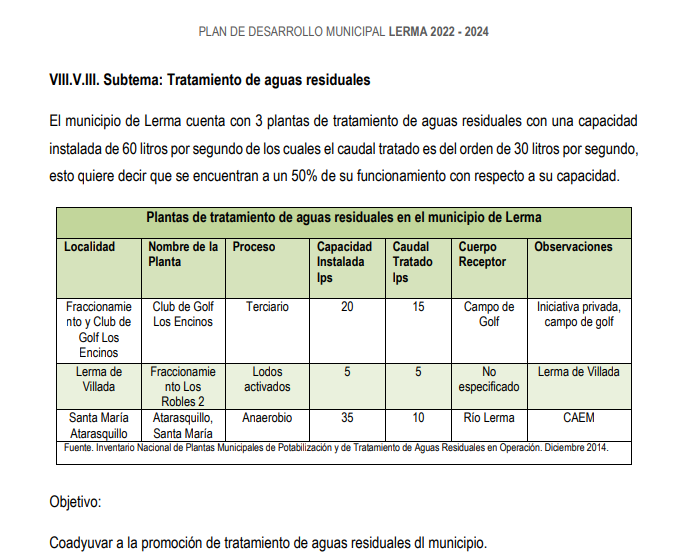 PLAN DE DESARROLLO MUNICIPAL LERMA 2022 - 2024
VIII.V.III. Subtema: Tratamiento de aguas residuales
El municipio de Lerma cuenta con 3 plantas de tratamiento de aguas residuales con una capacidad
instalada de 60 litros por segundo de los cuales el caudal tratado es del orden de 30 litros por segundo,
esto quiere decir que se encuentran a un 50% de su funcionamiento con respecto a su capacidad.
Plantas de tratamiento de aguas residuales en el municipio de Lerma
Localidad
Nombre de la
Planta
Proceso
Capacidad
Instalada
lps
Caudal
Tratado
lps
Cuerpo
Receptor
Observaciones
Fraccionamie
nto y Club de
Golf Los
Encinos
Club de Golf
Los Encinos
Terciario
20
15
Campo de
Golf
Iniciativa privada,
campo de golf
Lerma de
Villada
Fraccionamie
nto Los
Robles 2
Lodos
activados
5
5
No
especificado
Lerma de Villada
Santa María
Atarasquillo
Atarasquillo,
Santa María
Anaerobio
35
10
Río Lerma
CAEM
Fuente. Inventario Nacional de Plantas Municipales de Potabilización y de Tratamiento de Aguas Residuales en Operación. Diciembre 2014.
Objetivo:
Coadyuvar a la promoción de tratamiento de aguas residuales dl municipio.